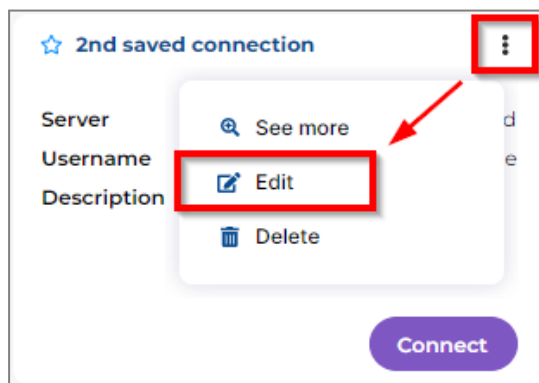 2nd saved connection
Server
See more
Username
Edit
Description
Delete
Connect